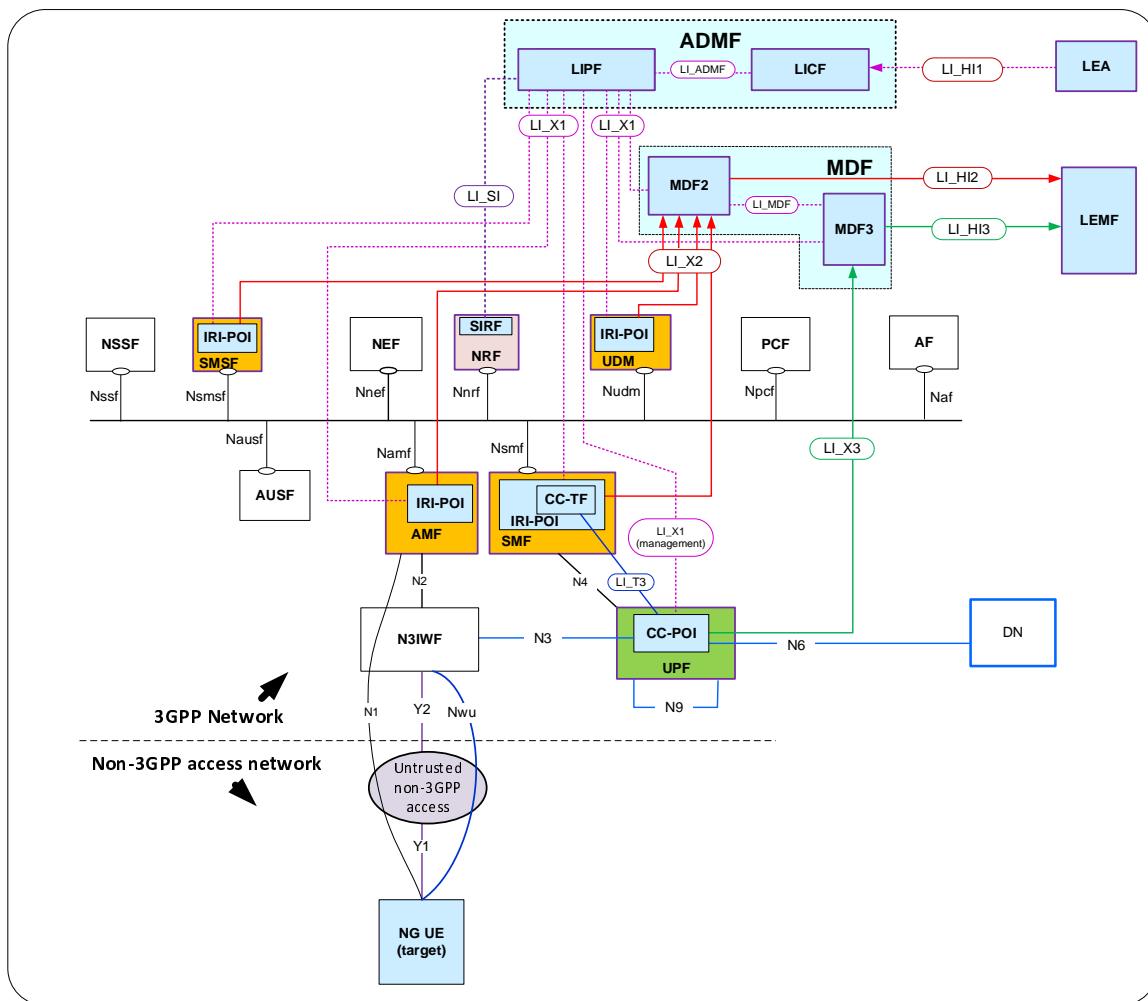 ADMF
LIPF
LI_ADMF
LICF
LI_HI1
LEA
LI_X1
LI_X1
MDF
MDF2
LI_HI2
LI_SI
LI_MDF
MDF3
LI_HI3
LEMF
LI_X2
NSSF
IRI-POI
SMSF
NEF
SIRF
NRF
IRI-POI
UDM
PCF
AF
Nssf
Nsmsf
Nnef
Nnrf
Nudm
Npcf
Naf
Nausf
Namf
Nsmf
LI_X3
AUSF
IRI-POI
AMF
CC-TF
IRI-POI
SMF
LI_X1
(management)
N2
N4
LI_T3
N3IWF
N3
CC-POI
UPF
N6
DN
N1
Y2
Nwu
N9
3GPP Network
Non-3GPP access network
Untrusted
non-3GPP
access
Y1
NG UE
(target)